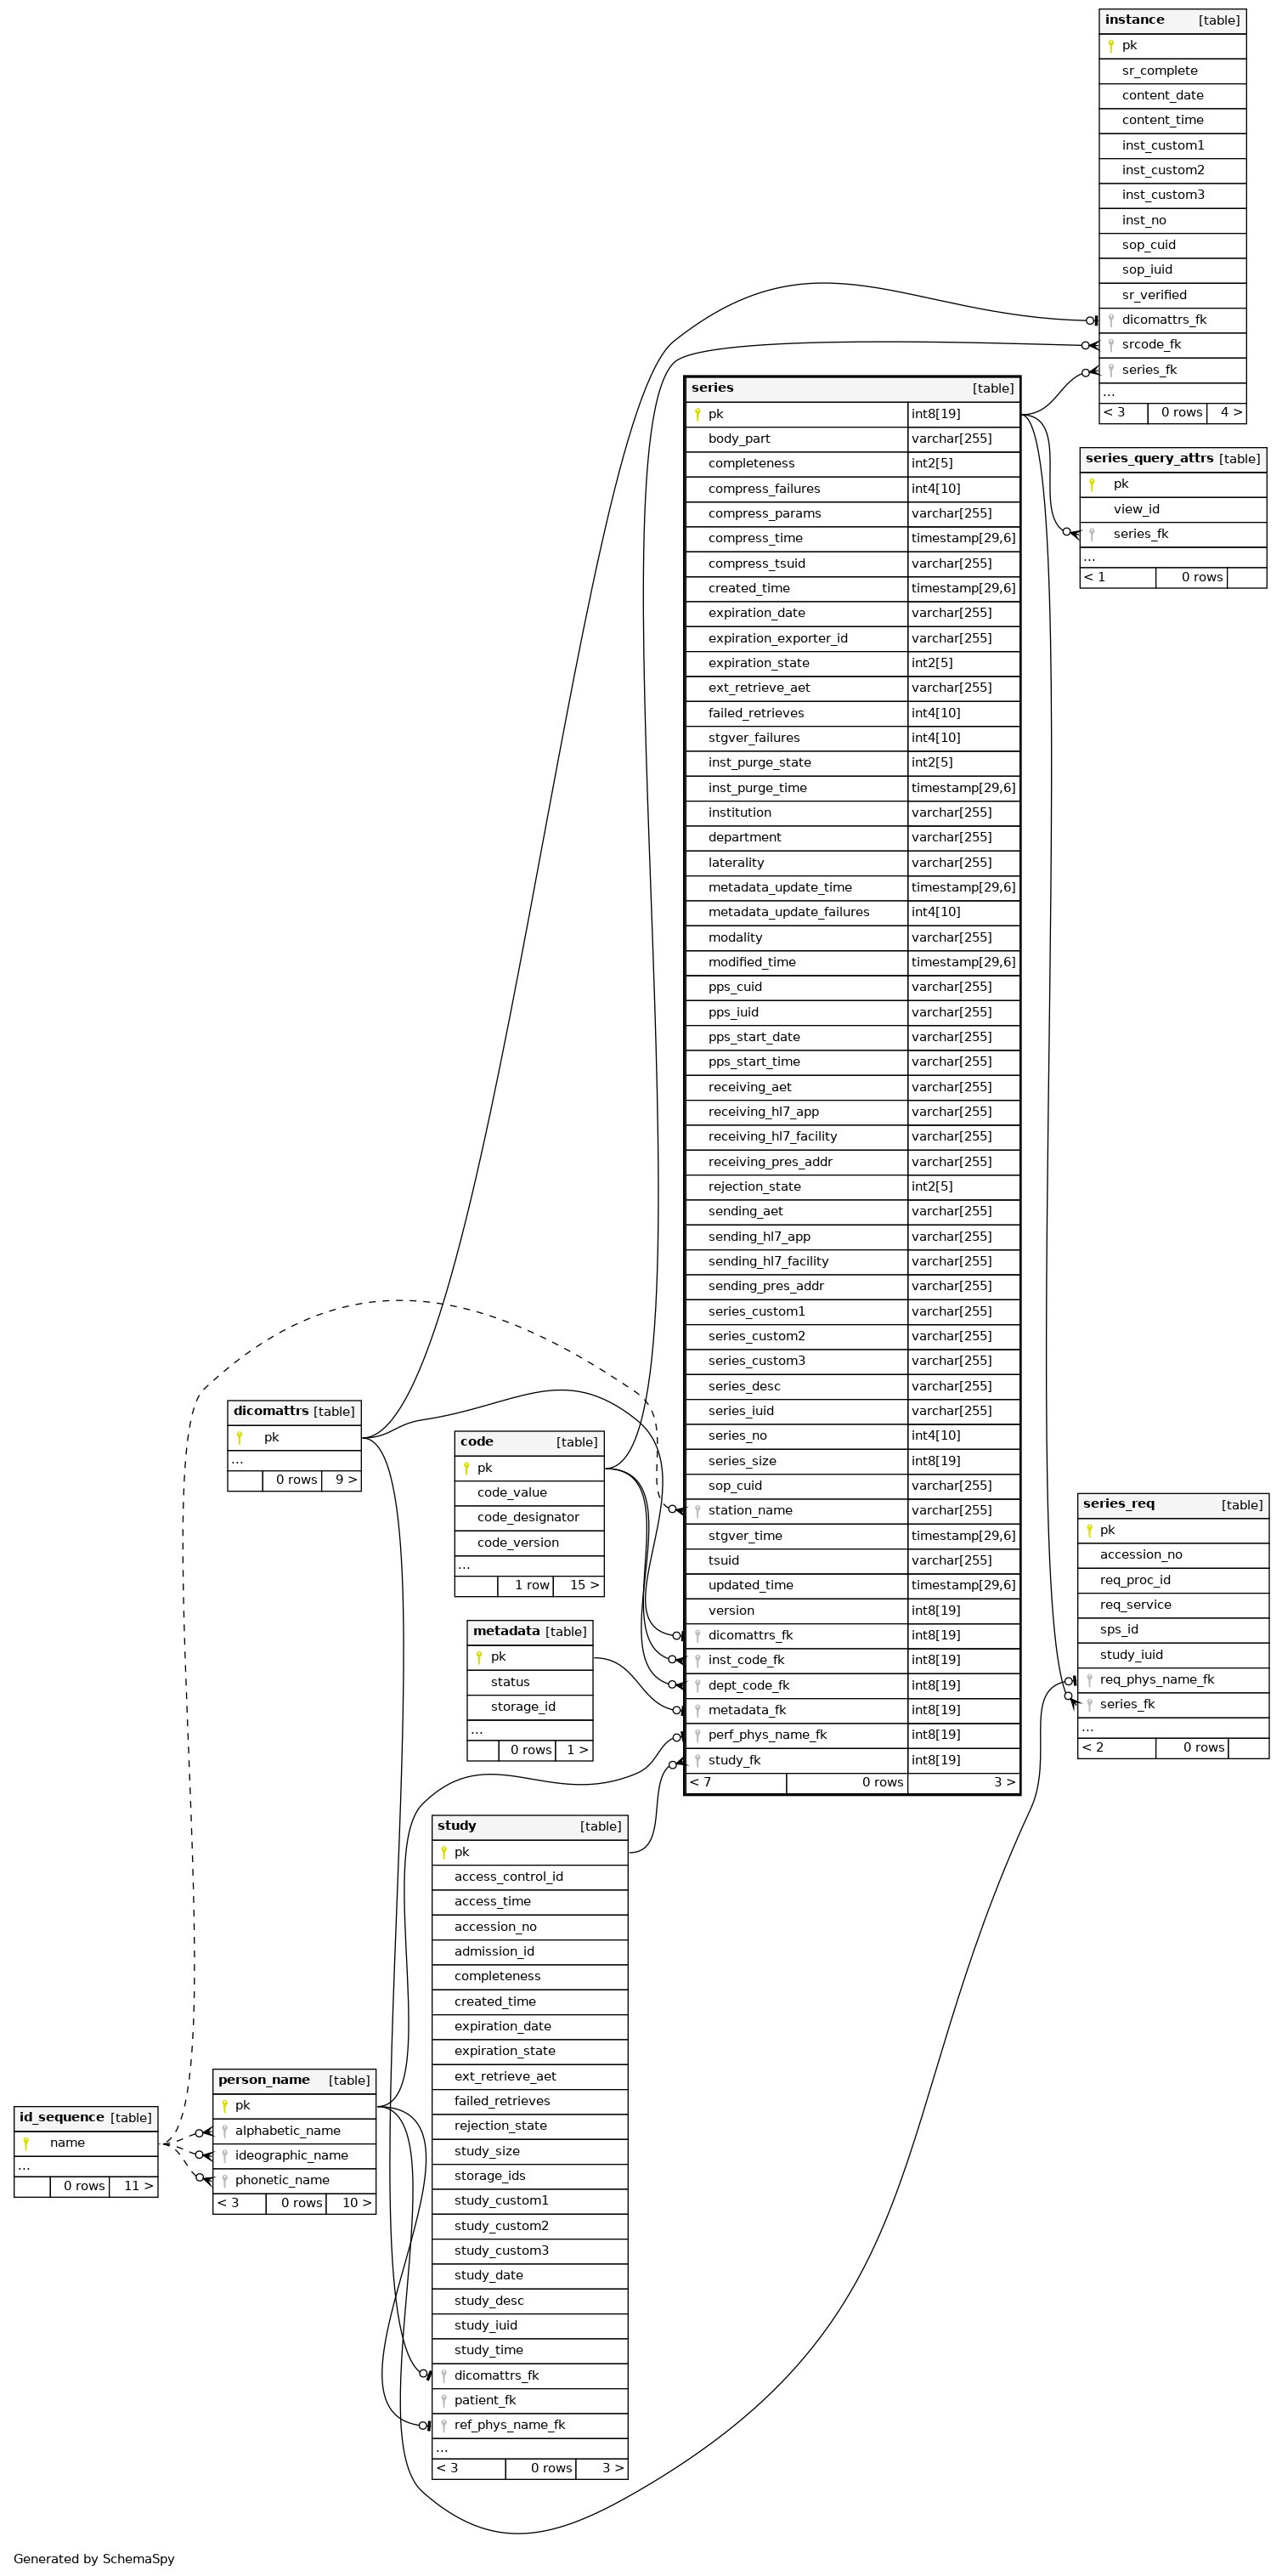 instance [table]
pk
sr_complete
content_date
content_time
inst_custom1
inst_custom2
inst_custom3
inst_no
sop_cuid
sop_iuid
sr_verified
dicomattrs_fk
srcode_fk
series_fk
...
< 3 0 rows 4 >
series [table]
pk int8[19]
body_part varchar[255]
completeness int2[5]
compress_failures int4[10]
compress_params varchar[255]
compress_time timestamp[29,6]
compress_tsuid varchar[255]
created_time timestamp[29,6]
expiration_date varchar[255]
expiration_exporter_id varchar[255]
expiration_state int2[5]
ext_retrieve_aet varchar[255]
failed_retrieves int4[10]
stgver_failures int4[10]
inst_purge_state int2[5]
inst_purge_time timestamp[29,6]
institution varchar[255]
department varchar[255]
laterality varchar[255]
metadata_update_time timestamp[29,6]
metadata_update_failures int4[10]
modality varchar[255]
modified_time timestamp[29,6]
pps_cuid varchar[255]
pps_iuid varchar[255]
pps_start_date varchar[255]
pps_start_time varchar[255]
receiving_aet varchar[255]
receiving_hl7_app varchar[255]
receiving_hl7_facility varchar[255]
receiving_pres_addr varchar[255]
rejection_state int2[5]
sending_aet varchar[255]
sending_hl7_app varchar[255]
sending_hl7_facility varchar[255]
sending_pres_addr varchar[255]
series_custom1 varchar[255]
series_custom2 varchar[255]
series_custom3 varchar[255]
series_desc varchar[255]
series_iuid varchar[255]
series_no int4[10]
series_size int8[19]
sop_cuid varchar[255]
station_name varchar[255]
stgver_time timestamp[29,6]
tsuid varchar[255]
updated_time timestamp[29,6]
version int8[19]
dicomattrs_fk int8[19]
inst_code_fk int8[19]
dept_code_fk int8[19]
metadata_fk int8[19]
perf_phys_name_fk int8[19]
study_fk int8[19]
< 7 0 rows 3 >
series_query_attrs [table]
pk
view_id
series_fk
...
< 1 0 rows
dicomattrs [table]
pk
...
0 rows 9 >
code [table]
pk
code_value
code_designator
code_version
...
1 row 15 >
series_req [table]
pk
accession_no
req_proc_id
req_service
sps_id
study_iuid
req_phys_name_fk
series_fk
...
< 2 0 rows
metadata [table]
pk
status
storage_id
...
0 rows 1 >
study [table]
pk
access_control_id
access_time
accession_no
admission_id
completeness
created_time
expiration_date
expiration_state
ext_retrieve_aet
failed_retrieves
rejection_state
study_size
storage_ids
study_custom1
study_custom2
study_custom3
study_date
study_desc
study_iuid
study_time
dicomattrs_fk
patient_fk
ref_phys_name_fk
...
< 3 0 rows 3 >
person_name [table]
pk
alphabetic_name
ideographic_name
phonetic_name
< 3 0 rows 10 >
id_sequence [table]
name
...
0 rows 11 >
Generated by SchemaSpy